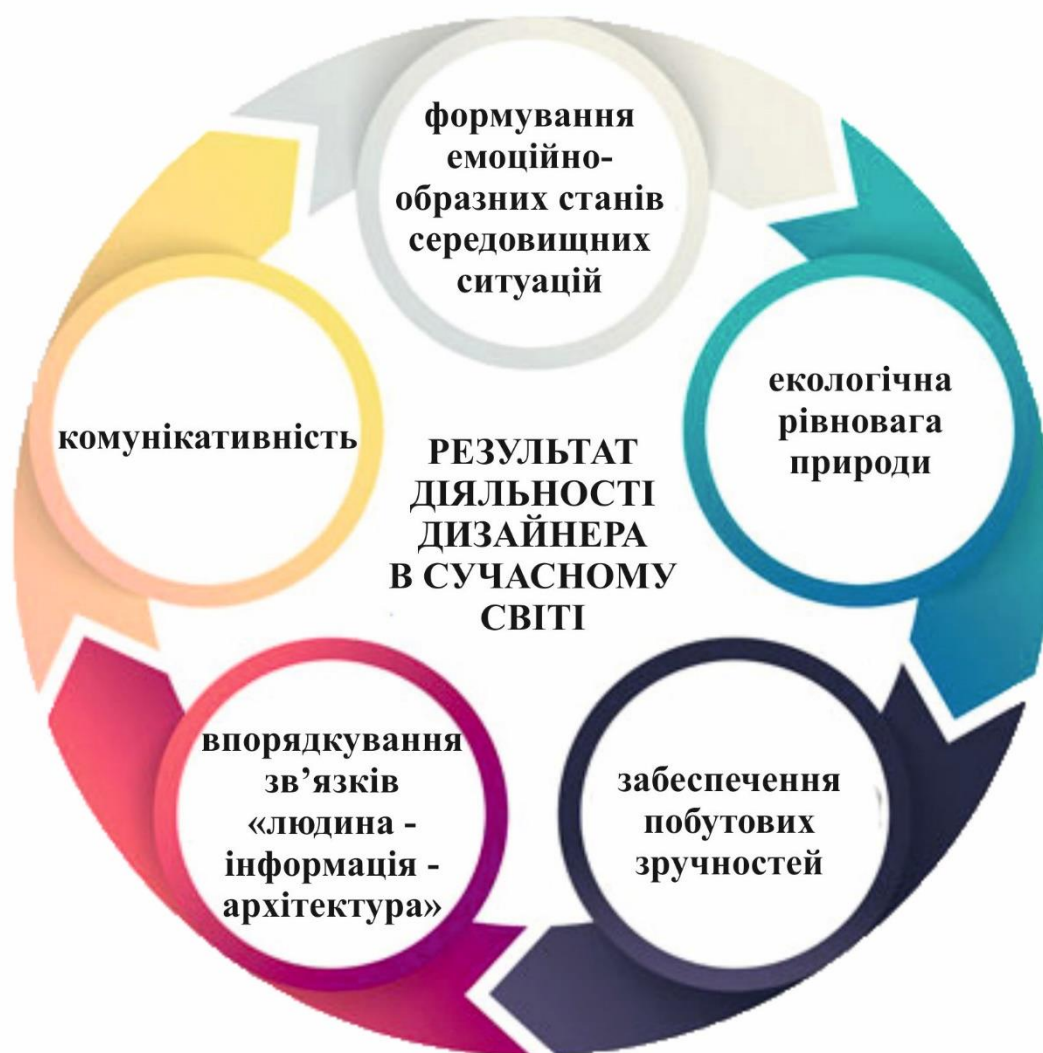 формування
емоційно-
образних станів
середовищних
ситуацій
екологічна
рівновага
природи
забеспечення
побутових
зручностей
впорядкування
зв’язків
«людина -
інформація -
архітектура»
комунікативність
РЕЗУЛЬТАТ
ДІЯЛЬНОСТІ
ДИЗАЙНЕРА
В СУЧАСНОМУ
СВІТІ